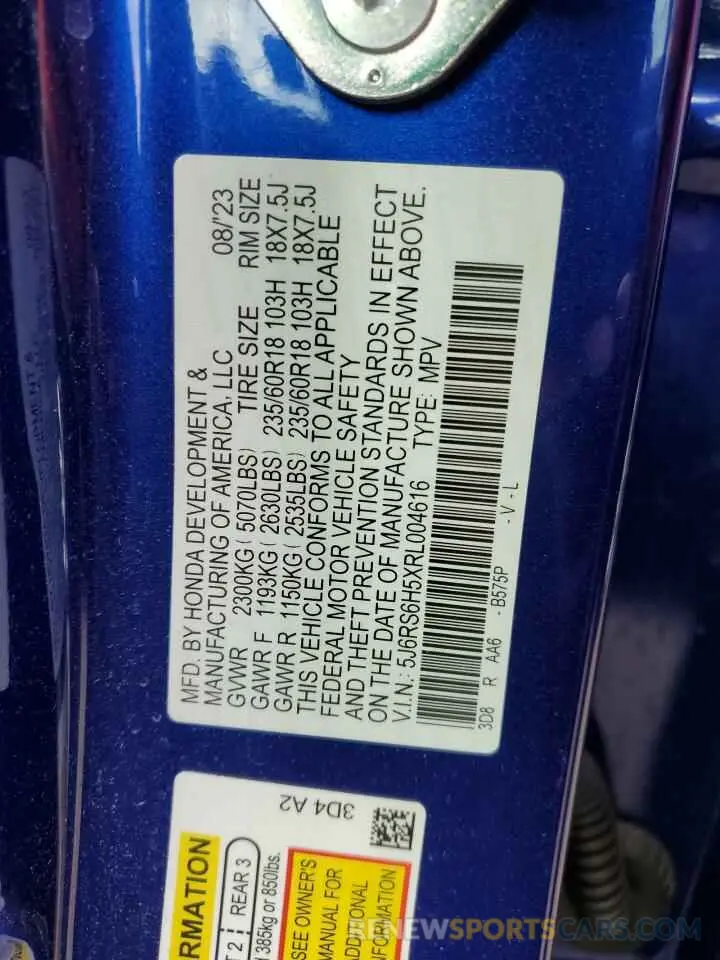 MFD. BY HONDA DEVELOPMENT &
MANUFACTURING OF AMERICA, LLC 08/'23
GVWR 2300KG ( 5070LBS) TIRE SIZE RIM SIZE
GAWR F 1193KG ( 2630LBS) 235/60R18 103H 18X7.5J
GAWR R 1150KG ( 2535LBS) 235/60R18 103H 18X7.5J
THIS VEHICLE CONFORMS TO ALL APPLICABLE
FEDERAL MOTOR VEHICLE SAFETY
AND THEFT PREVENTION STANDARDS IN EFFECT
ON THE DATE OF MANUFACTURE SHOWN ABOVE.
V.I.N.: 5J6RS6H5XRL004616 TYPE: MPV
3D8 R AA6 - B575P - V - L
3D4 A2
RMATION
T 2 REAR 3
385kg or 850lbs.
SEE OWNER'S
MANUAL FOR
ADDITIONAL
INFORMATION
RENEWSPORTSCARS.COM